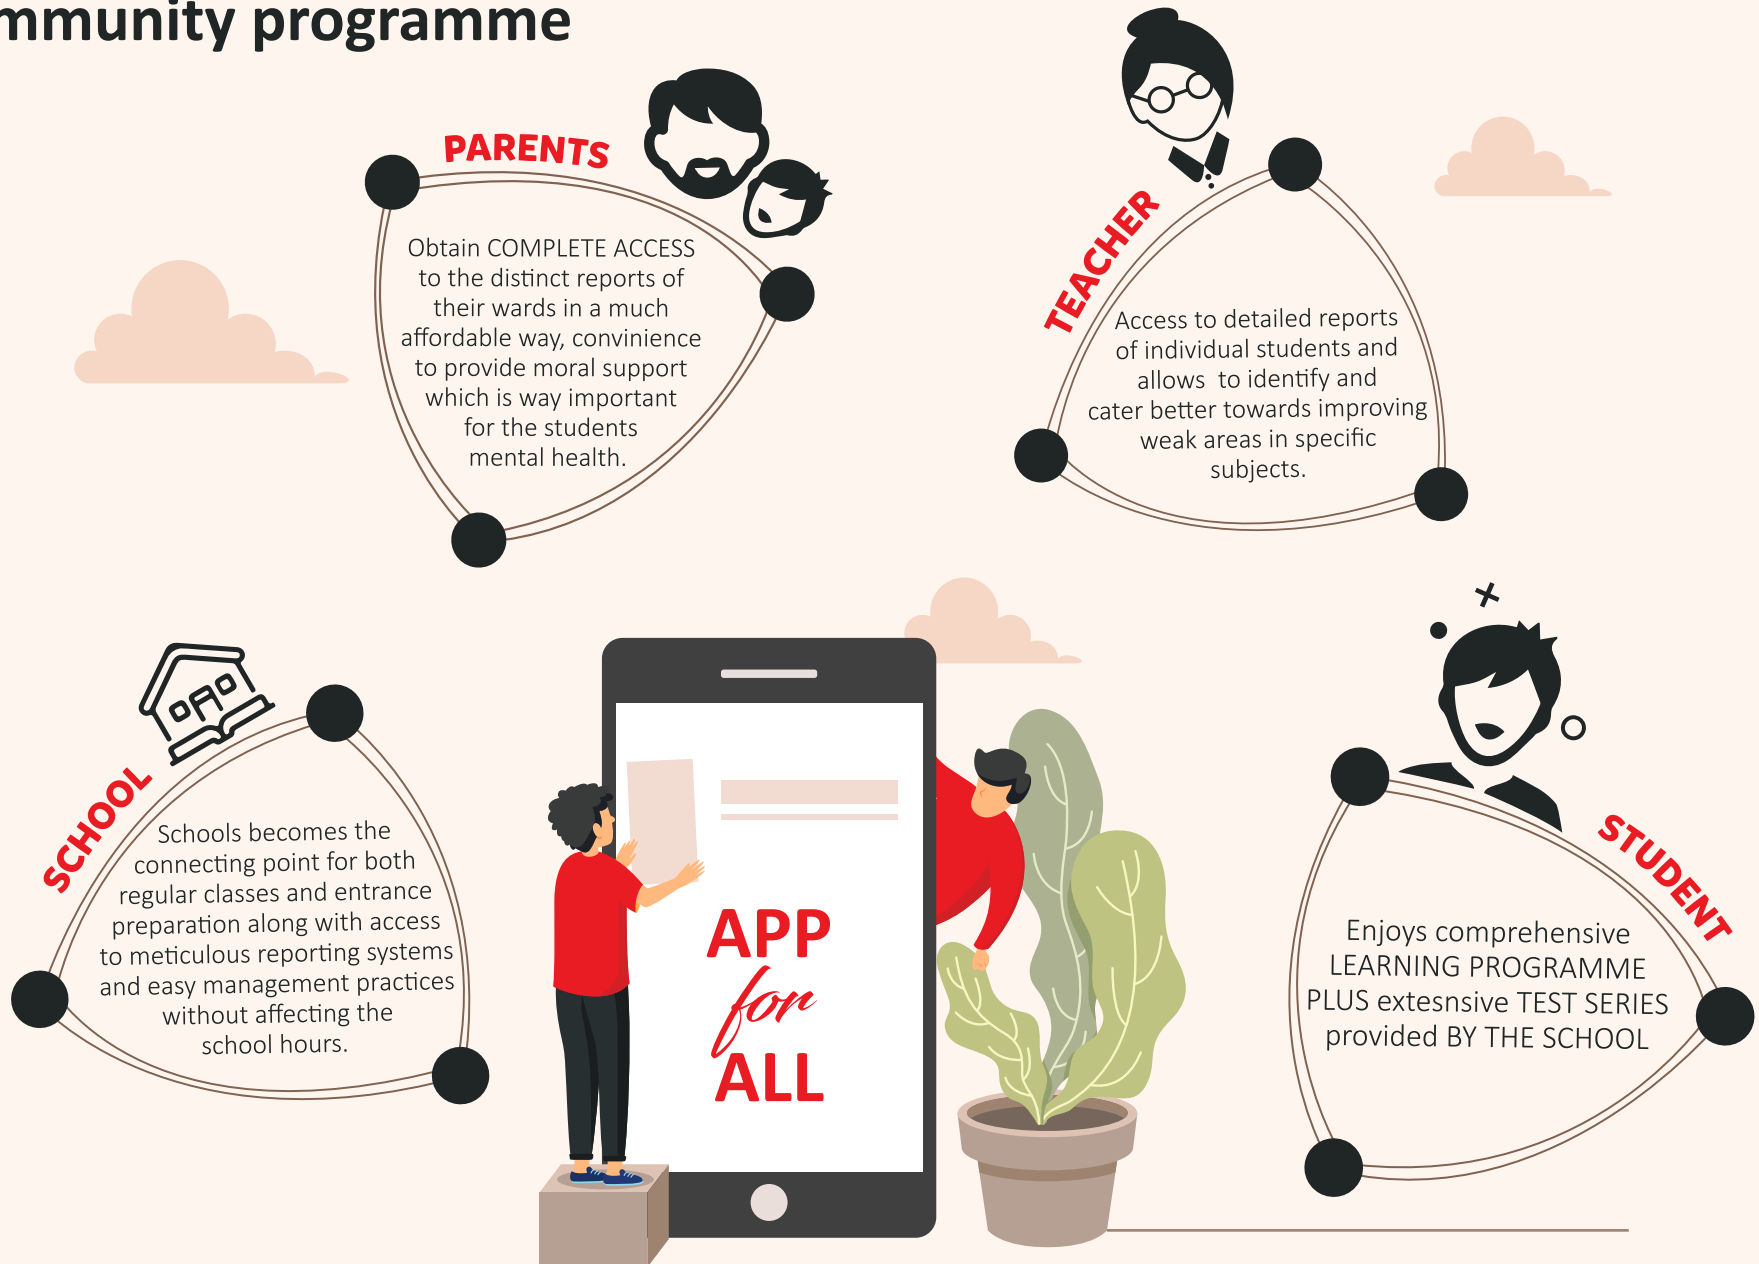 mmunity programme
PARENTS
Obtain COMPLETE ACCESS
to the distinct reports of
their wards in a much
affordable way, convinience
to provide moral support
which is way important
for the students
mental health.
TEACHER
Access to detailed reports
of individual students and
allows to identify and
cater better towards improving
weak areas in specific
subjects.
SCHOOL
Schools becomes the
connecting point for both
regular classes and entrance
preparation along with access
to meticulous reporting systems
and easy management practices
without affecting the
school hours.
APP
for
ALL
STUDENT
Enjoys comprehensive
LEARNING PROGRAMME
PLUS extesnsive TEST SERIES
provided BY THE SCHOOL